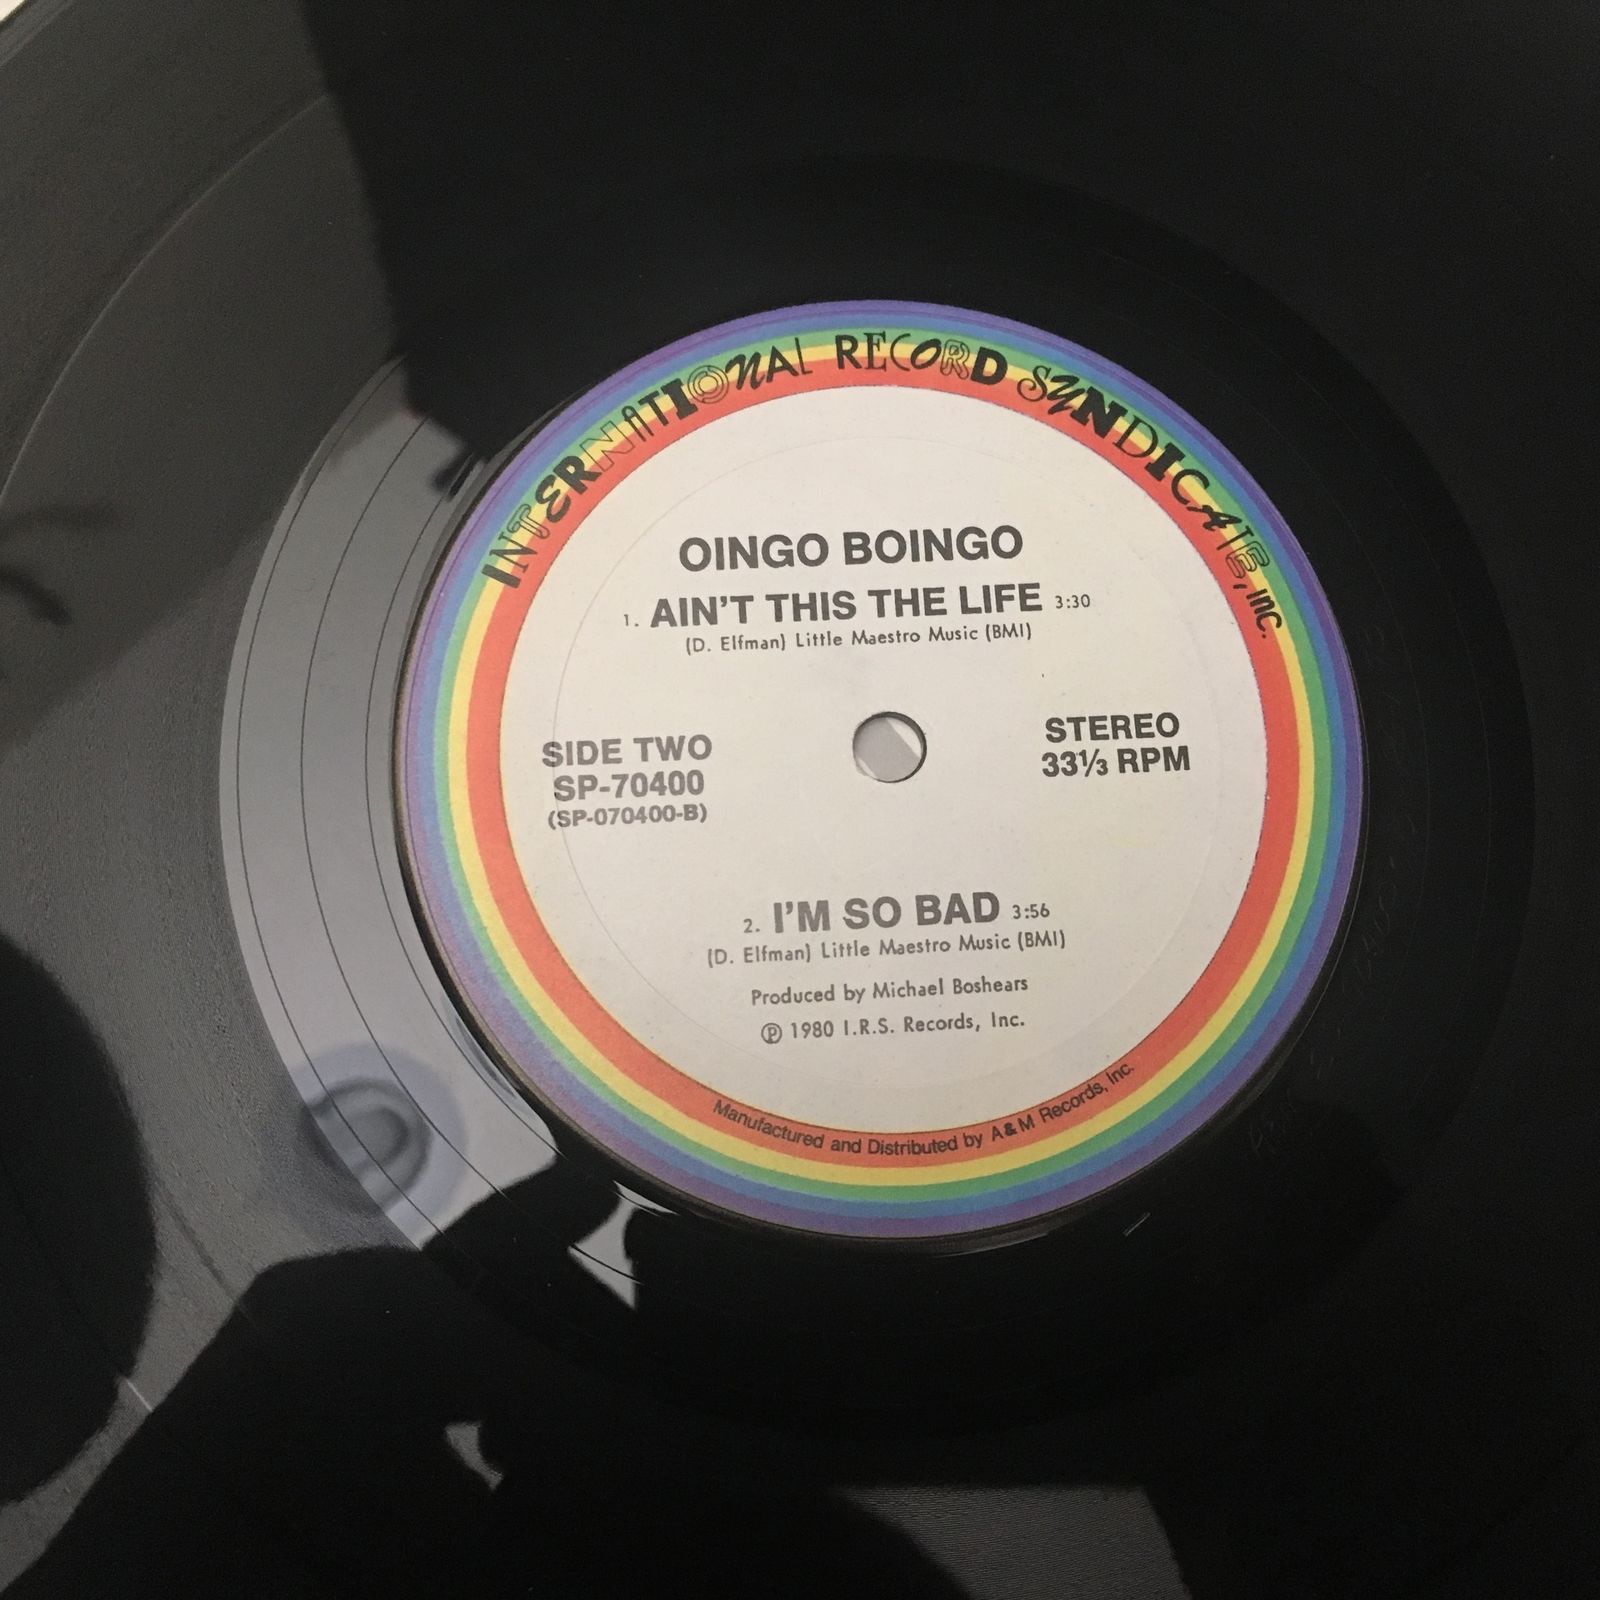 INTERNATIONAL RECORD SYNDICATE, INC.
OINGO BOINGO
1. AIN'T THIS THE LIFE 3:30
(D. Elfman) Little Maestro Music (BMI)
SIDE TWO
SP-70400
(SP-070400-B)
STEREO
33⅓ RPM
2. I'M SO BAD 3:56
(D. Elfman) Little Maestro Music (BMI)
Produced by Michael Boshears
℗ 1980 I.R.S. Records, Inc.
Manufactured and Distributed by A&M Records, Inc.